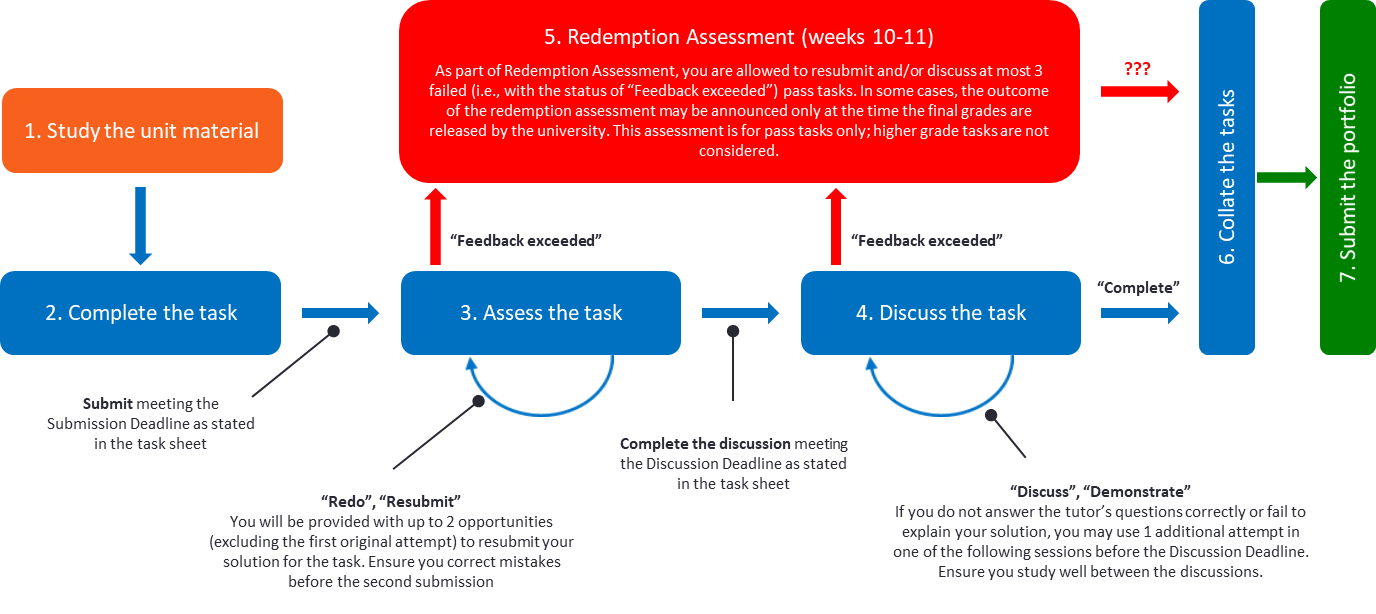 1. Study the unit material
2. Complete the task
Submit meeting the
Submission Deadline as stated
in the task sheet
3. Assess the task
“Redo”, “Resubmit”
You will be provided with up to 2 opportunities
(excluding the first original attempt) to resubmit your
solution for the task. Ensure you correct mistakes
before the second submission
“Feedback exceeded”
Complete the discussion meeting
the Discussion Deadline as stated
in the task sheet
4. Discuss the task
“Discuss”, “Demonstrate”
If you do not answer the tutor’s questions correctly or fail to
explain your solution, you may use 1 additional attempt in
one of the following sessions before the Discussion Deadline.
Ensure you study well between the discussions.
“Feedback exceeded”
5. Redemption Assessment (weeks 10-11)
As part of Redemption Assessment, you are allowed to resubmit and/or discuss at most 3
failed (i.e., with the status of “Feedback exceeded”) pass tasks. In some cases, the outcome
of the redemption assessment may be announced only at the time the final grades are
released by the university. This assessment is for pass tasks only; higher grade tasks are not
considered.
???
“Complete”
6. Collate the tasks
7. Submit the portfolio